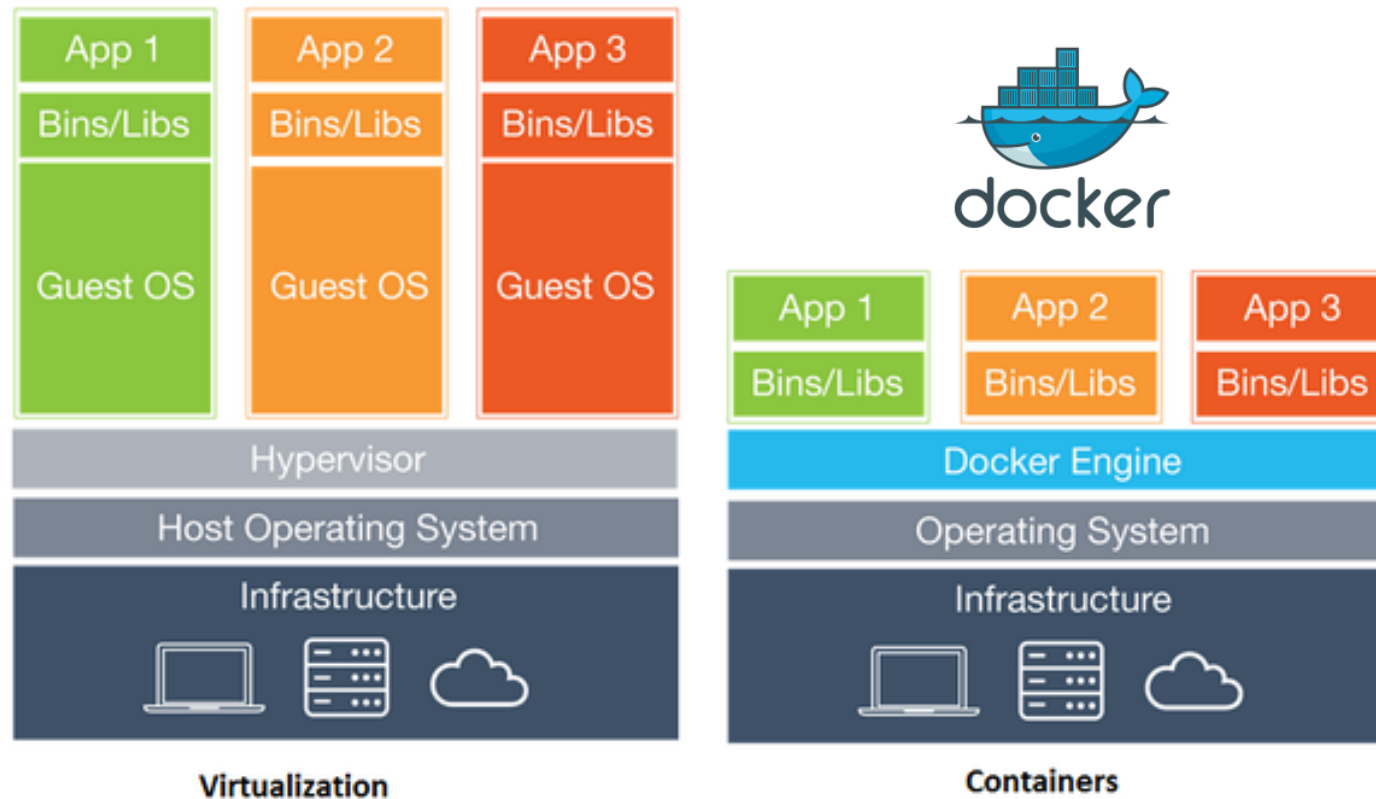 App 1
App 2
App 3
Bins/Libs
Bins/Libs
Bins/Libs
Guest OS
Guest OS
Guest OS
Hypervisor
Host Operating System
Infrastructure
Virtualization
docker
App 1
App 2
App 3
Bins/Libs
Bins/Libs
Bins/Libs
Docker Engine
Operating System
Infrastructure
Containers